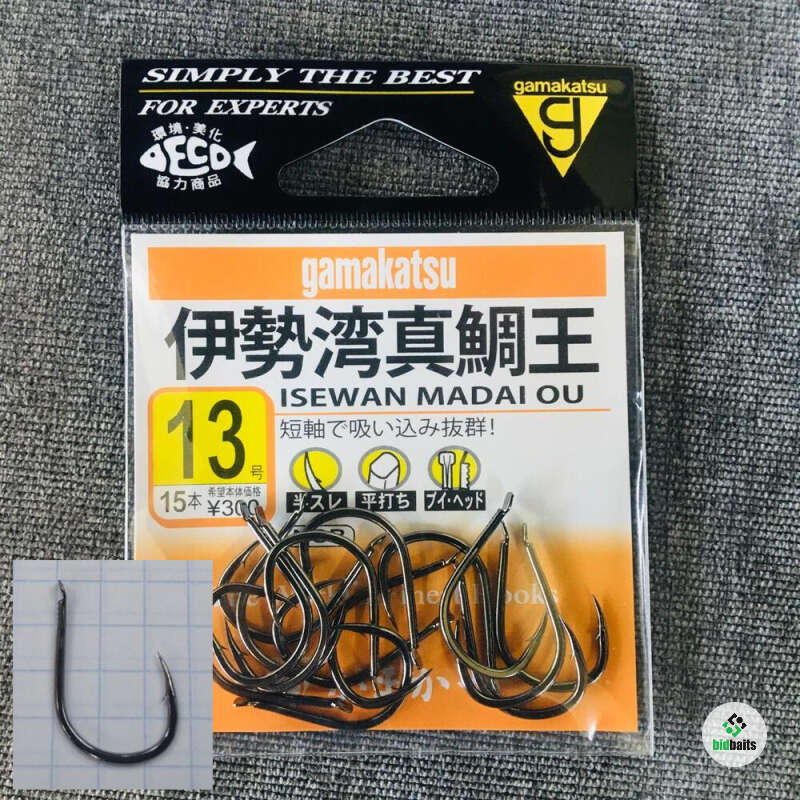 SIMPLY THE BEST
FOR EXPERTS
gamakatsu
環境・美化
DECO
協力商品
gamakatsu
伊勢湾真鯛王
ISEWAN MADAI OU
13号
短軸で吸い込み抜群!
15本
希望本体価格
¥300
半スレ
平打ち
ブイ・ヘッド
bidbaits